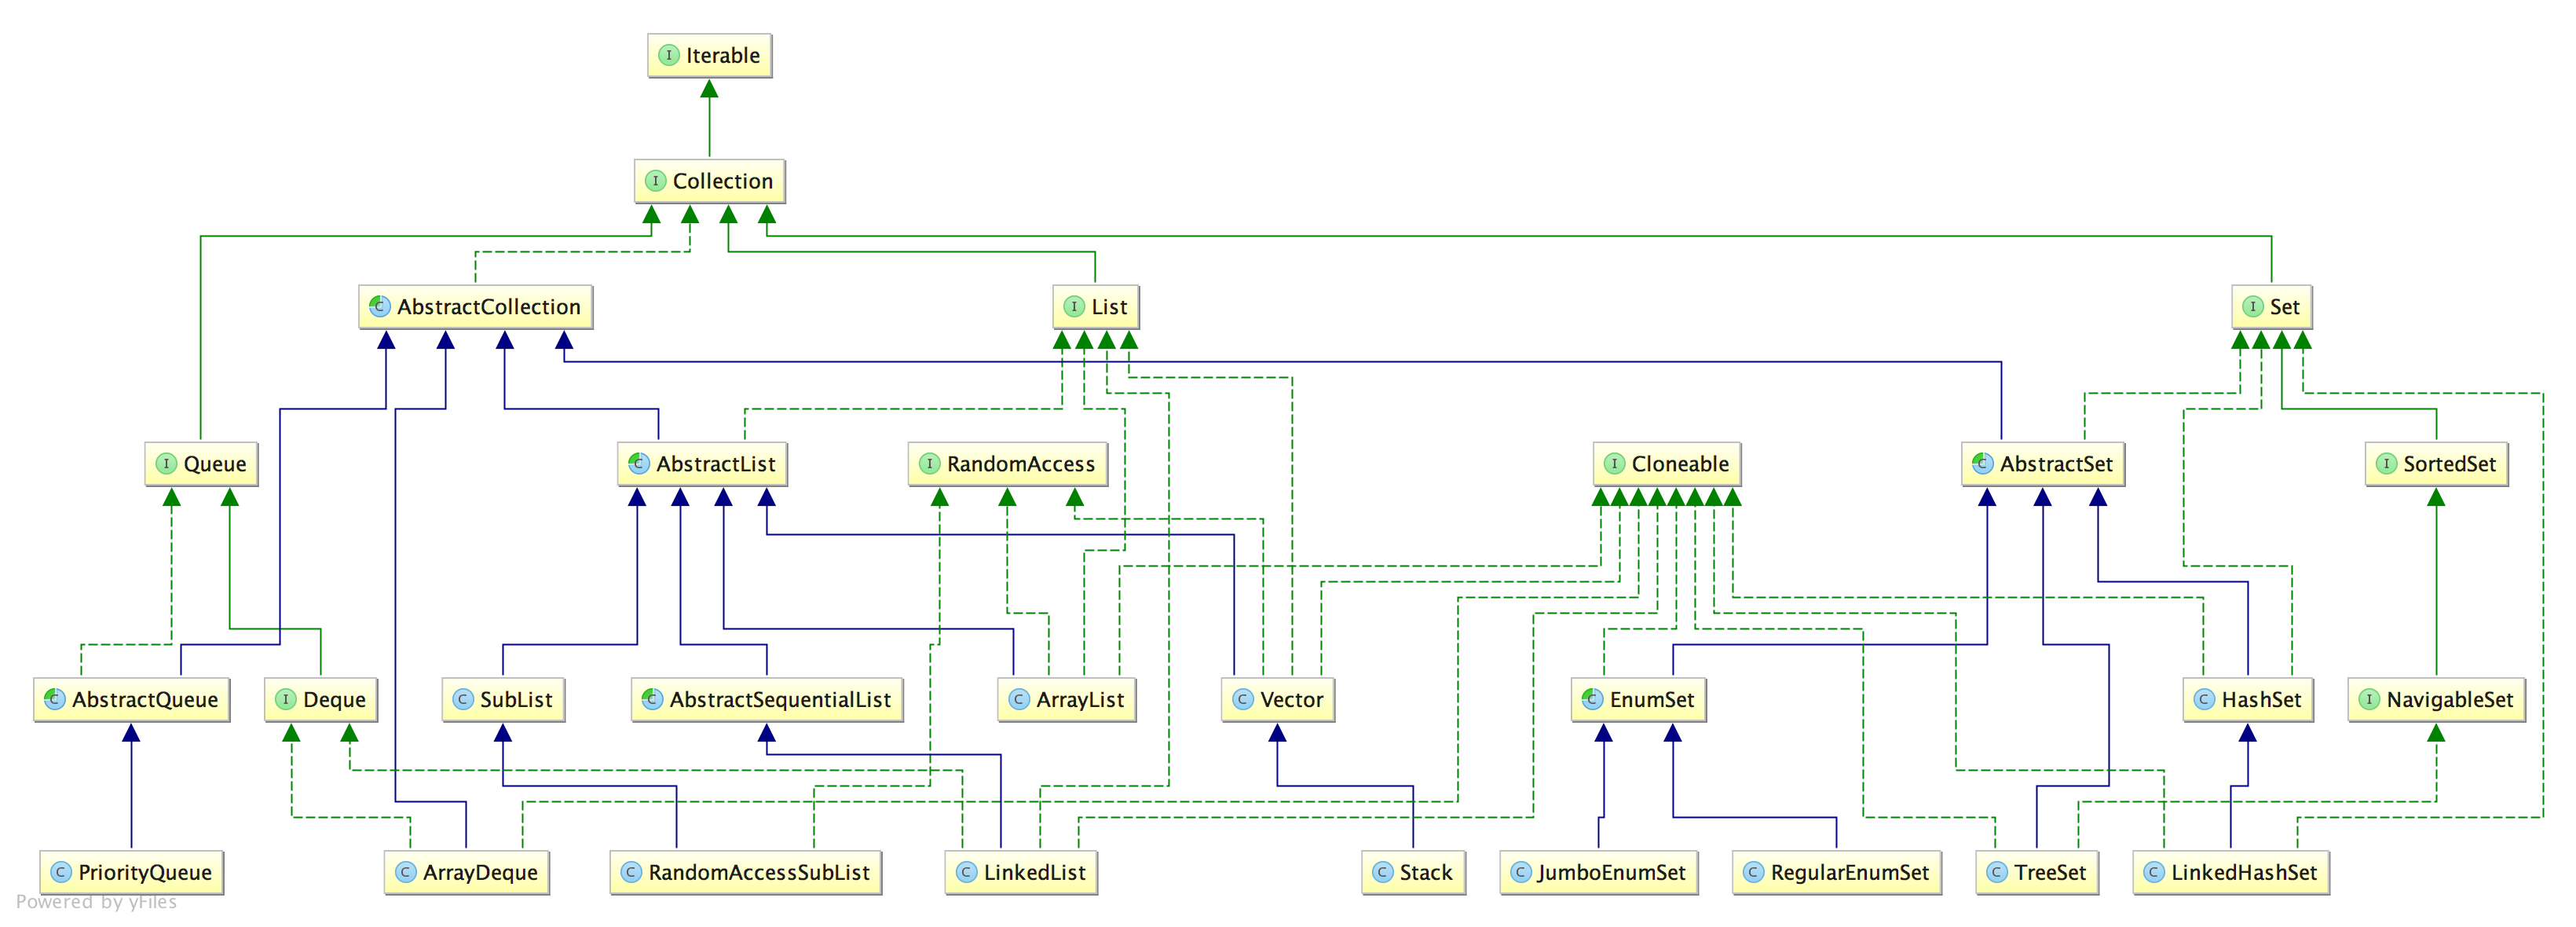 I Iterable
I Collection
C AbstractCollection
I List
I Set
I Queue
C AbstractList
I RandomAccess
I Cloneable
C AbstractSet
I SortedSet
C AbstractQueue
I Deque
C SubList
C AbstractSequentialList
C ArrayList
C Vector
C EnumSet
C HashSet
I NavigableSet
C PriorityQueue
C ArrayDeque
C RandomAccessSubList
C LinkedList
C Stack
C JumboEnumSet
C RegularEnumSet
C TreeSet
C LinkedHashSet
Powered by yFiles